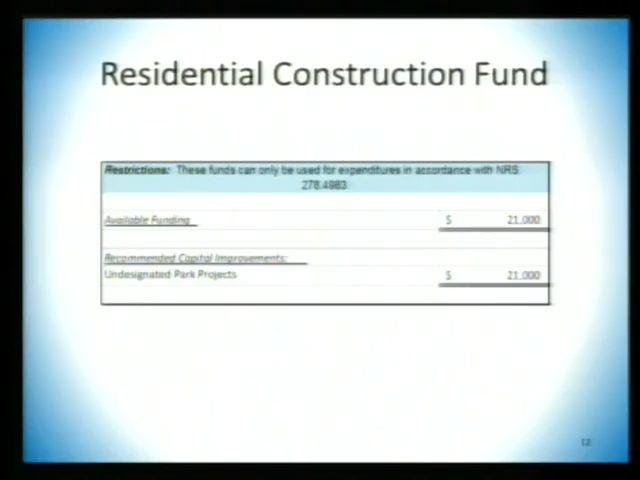 Residential Construction Fund
Restrictions: These funds can only be used for expenditures in accordance with NRS
278.4983
Available Funding $ 21,000
Recommended Capital Improvements:
Undesignated Park Projects $ 21,000